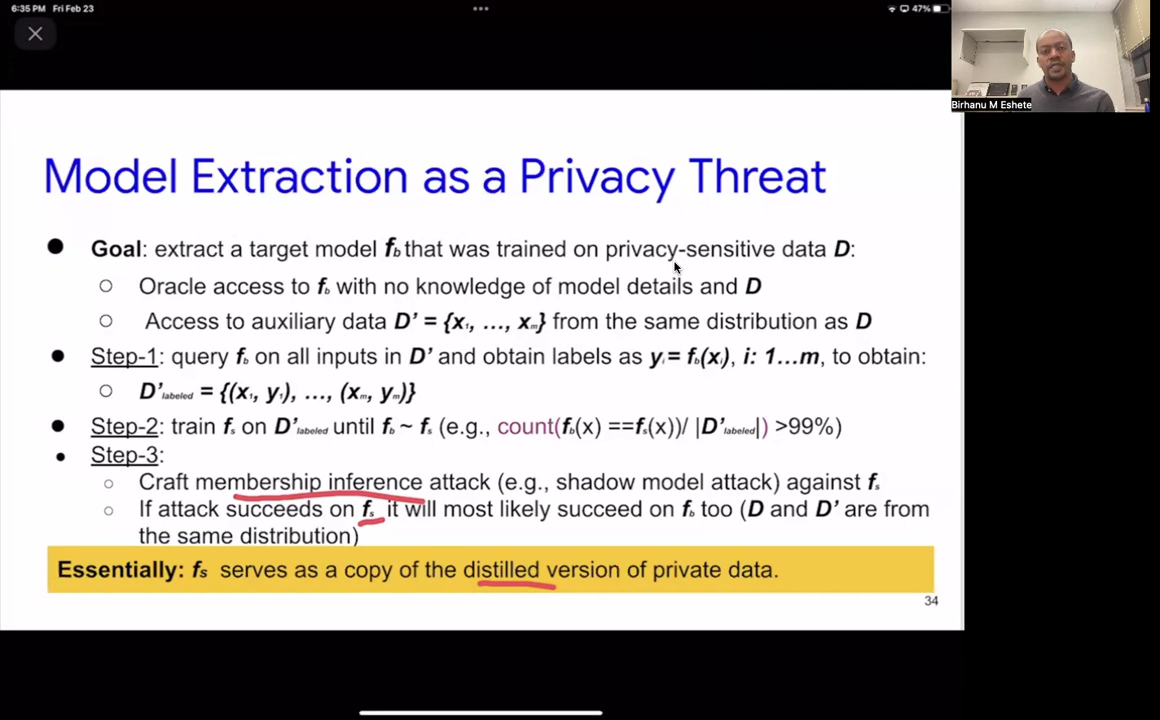 6:35 PM Fri Feb 23
47%
Birhanu M Eshete
Model Extraction as a Privacy Threat
● Goal: extract a target model fb that was trained on privacy-sensitive data D:
○ Oracle access to fb with no knowledge of model details and D
○ Access to auxiliary data D’ = {x1, …, xm} from the same distribution as D
● Step-1: query fb on all inputs in D’ and obtain labels as yi = fb(xi), i: 1…m, to obtain:
○ D’labeled = {(x1, y1), …, (xm, ym)}
● Step-2: train fs on D’labeled until fb ~ fs (e.g., count(fb(x) ==fs(x))/ |D’labeled|) >99%)
● Step-3:
○ Craft membership inference attack (e.g., shadow model attack) against fs
○ If attack succeeds on fs it will most likely succeed on fb too (D and D’ are from
the same distribution)
Essentially: fs serves as a copy of the distilled version of private data.
34